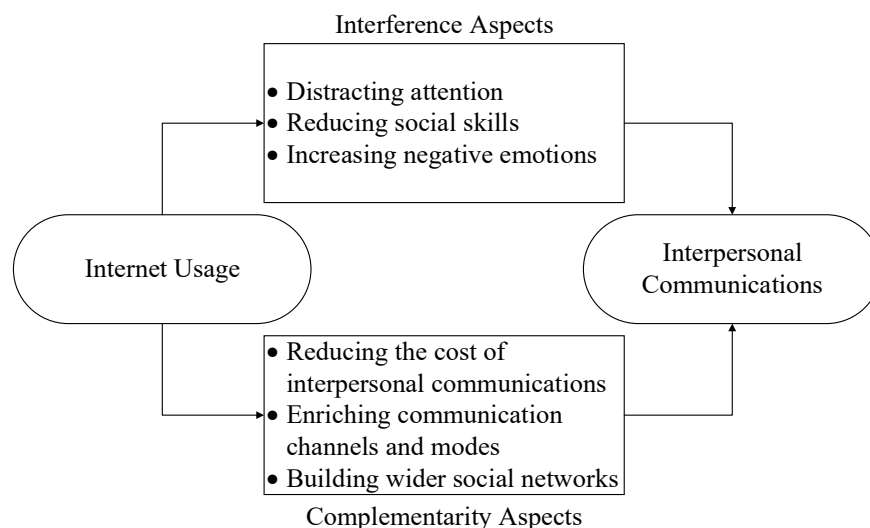 Interference Aspects
• Distracting attention
• Reducing social skills
• Increasing negative emotions
Internet Usage
Interpersonal
Communications
• Reducing the cost of
interpersonal communications
• Enriching communication
channels and modes
• Building wider social networks
Complementarity Aspects